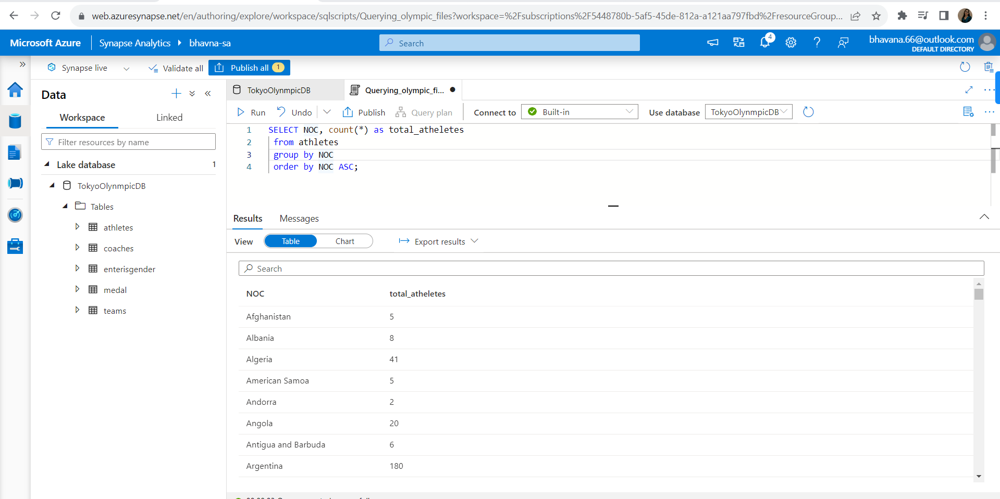 web.azuresynapse.net/en/authoring/explore/workspace/sqlscripts/Querying_olympic_files?workspace=%2Fsubscriptions%2F5448780b-5af5-45de-812a-a121aa797fbd%2FresourceGroup...
Microsoft Azure Synapse Analytics bhavna-sa Search 4 bhavana.66@outlook.com
DEFAULT DIRECTORY
Synapse live Validate all Publish all 1
Data
Workspace Linked
Filter resources by name
Lake database 1
TokyoOlynmpicDB
Tables
athletes
coaches
enterisgender
medal
teams
TokyoOlynmpicDB Querying_olympic_fi...
Run Undo Publish Query plan Connect to Built-in Use database TokyoOlynmpicDB
1 SELECT NOC, count(*) as total_atheletes
2 from athletes
3 group by NOC
4 order by NOC ASC;
Results Messages
View Table Chart Export results
Search
NOC total_atheletes
Afghanistan 5
Albania 8
Algeria 41
American Samoa 5
Andorra 2
Angola 20
Antigua and Barbuda 6
Argentina 180